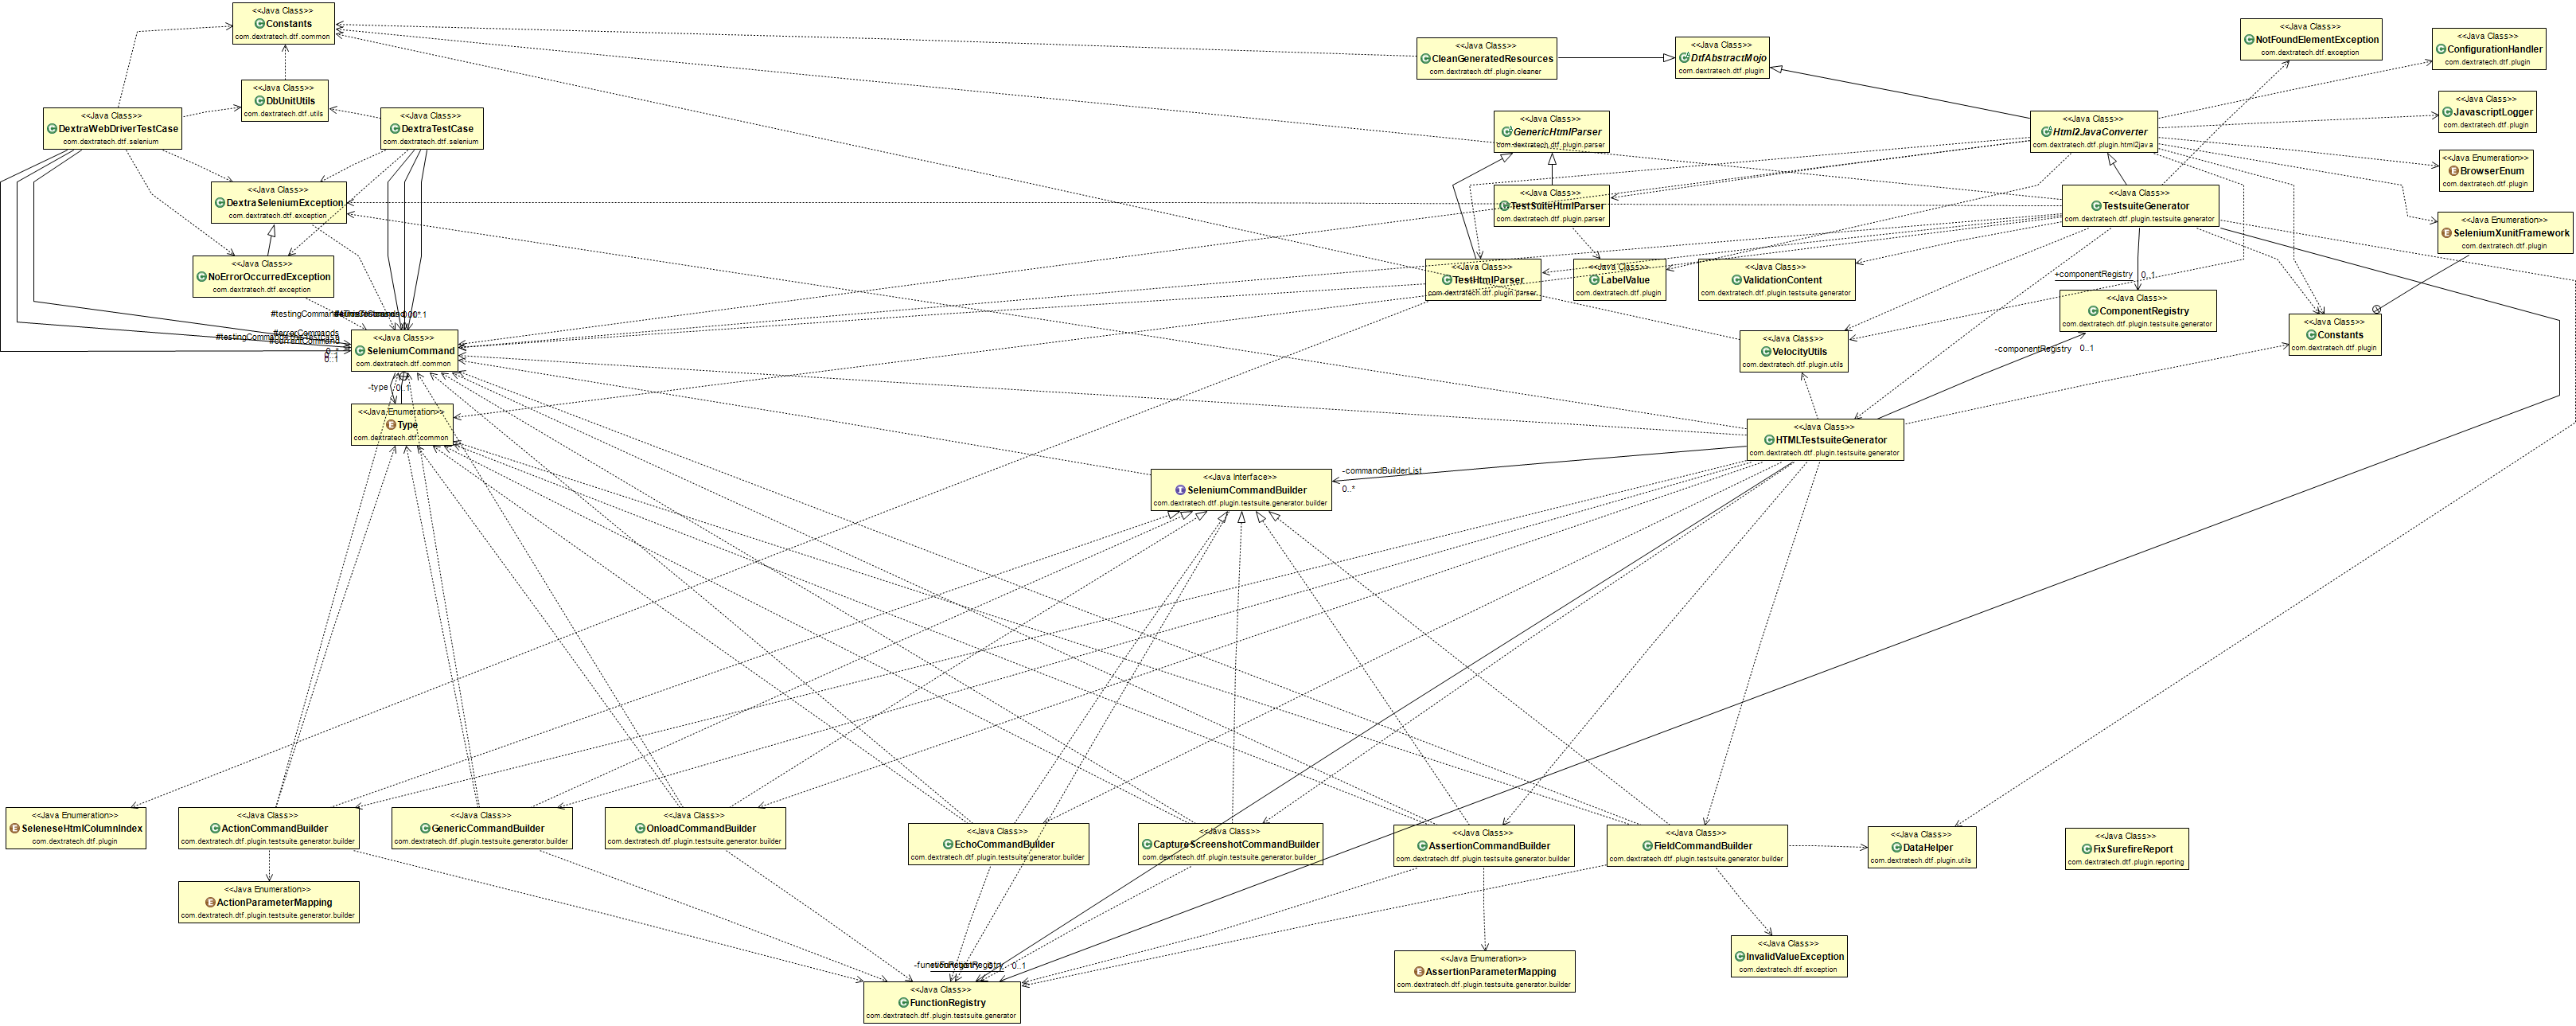 <<Java Class>>
Constants
com.dextratech.dtf.common
<<Java Class>>
NotFoundElementException
com.dextratech.dtf.exception
<<Java Class>>
ConfigurationHandler
com.dextratech.dtf.plugin
<<Java Class>>
CleanGeneratedResources
com.dextratech.dtf.plugin.cleaner
<<Java Class>>
DtfAbstractMojo
com.dextratech.dtf.plugin
<<Java Class>>
DbUnitUtils
com.dextratech.dtf.utils
<<Java Class>>
JavascriptLogger
com.dextratech.dtf.plugin
<<Java Class>>
DextraWebDriverTestCase
com.dextratech.dtf.selenium
<<Java Class>>
DextraTestCase
com.dextratech.dtf.selenium
<<Java Class>>
GenericHtmlParser
com.dextratech.dtf.plugin.parser
<<Java Class>>
Html2JavaConverter
com.dextratech.dtf.plugin.html2java
<<Java Enumeration>>
BrowserEnum
com.dextratech.dtf.plugin
<<Java Class>>
DextraSeleniumException
com.dextratech.dtf.exception
<<Java Class>>
TestSuiteHtmlParser
com.dextratech.dtf.plugin.parser
<<Java Class>>
TestsuiteGenerator
com.dextratech.dtf.plugin.testsuite.generator
<<Java Enumeration>>
SeleniumXunitFramework
com.dextratech.dtf.plugin
<<Java Class>>
NoErrorOccurredException
com.dextratech.dtf.exception
<<Java Class>>
TestHtmlParser
com.dextratech.dtf.plugin.parser
<<Java Class>>
LabelValue
com.dextratech.dtf.plugin
<<Java Class>>
ValidationContent
com.dextratech.dtf.plugin.testsuite.generator
+componentRegistry 0..1
<<Java Class>>
ComponentRegistry
com.dextratech.dtf.plugin.testsuite.generator
<<Java Class>>
Constants
com.dextratech.dtf.plugin
#errorCommands
#currentCommand
0..1
<<Java Class>>
SeleniumCommand
com.dextratech.dtf.common
<<Java Class>>
VelocityUtils
com.dextratech.dtf.plugin.utils
-componentRegistry 0..1
-type 0..1
<<Java Enumeration>>
Type
com.dextratech.dtf.common
<<Java Class>>
HTMLTestsuiteGenerator
com.dextratech.dtf.plugin.testsuite.generator
-commandBuilderList
0..*
<<Java Interface>>
SeleniumCommandBuilder
com.dextratech.dtf.plugin.testsuite.generator.builder
<<Java Enumeration>>
SeleneseHtmlColumnIndex
com.dextratech.dtf.plugin
<<Java Class>>
ActionCommandBuilder
com.dextratech.dtf.plugin.testsuite.generator.builder
<<Java Class>>
GenericCommandBuilder
com.dextratech.dtf.plugin.testsuite.generator.builder
<<Java Class>>
OnloadCommandBuilder
com.dextratech.dtf.plugin.testsuite.generator.builder
<<Java Class>>
EchoCommandBuilder
com.dextratech.dtf.plugin.testsuite.generator.builder
<<Java Class>>
CaptureScreenshotCommandBuilder
com.dextratech.dtf.plugin.testsuite.generator.builder
<<Java Class>>
AssertionCommandBuilder
com.dextratech.dtf.plugin.testsuite.generator.builder
<<Java Class>>
FieldCommandBuilder
com.dextratech.dtf.plugin.testsuite.generator.builder
<<Java Class>>
DataHelper
com.dextratech.dtf.plugin.utils
<<Java Class>>
FixSurefireReport
com.dextratech.dtf.plugin.reporting
<<Java Enumeration>>
ActionParameterMapping
com.dextratech.dtf.plugin.testsuite.generator.builder
<<Java Enumeration>>
AssertionParameterMapping
com.dextratech.dtf.plugin.testsuite.generator.builder
<<Java Class>>
InvalidValueException
com.dextratech.dtf.exception
0..1
<<Java Class>>
FunctionRegistry
com.dextratech.dtf.plugin.testsuite.generator